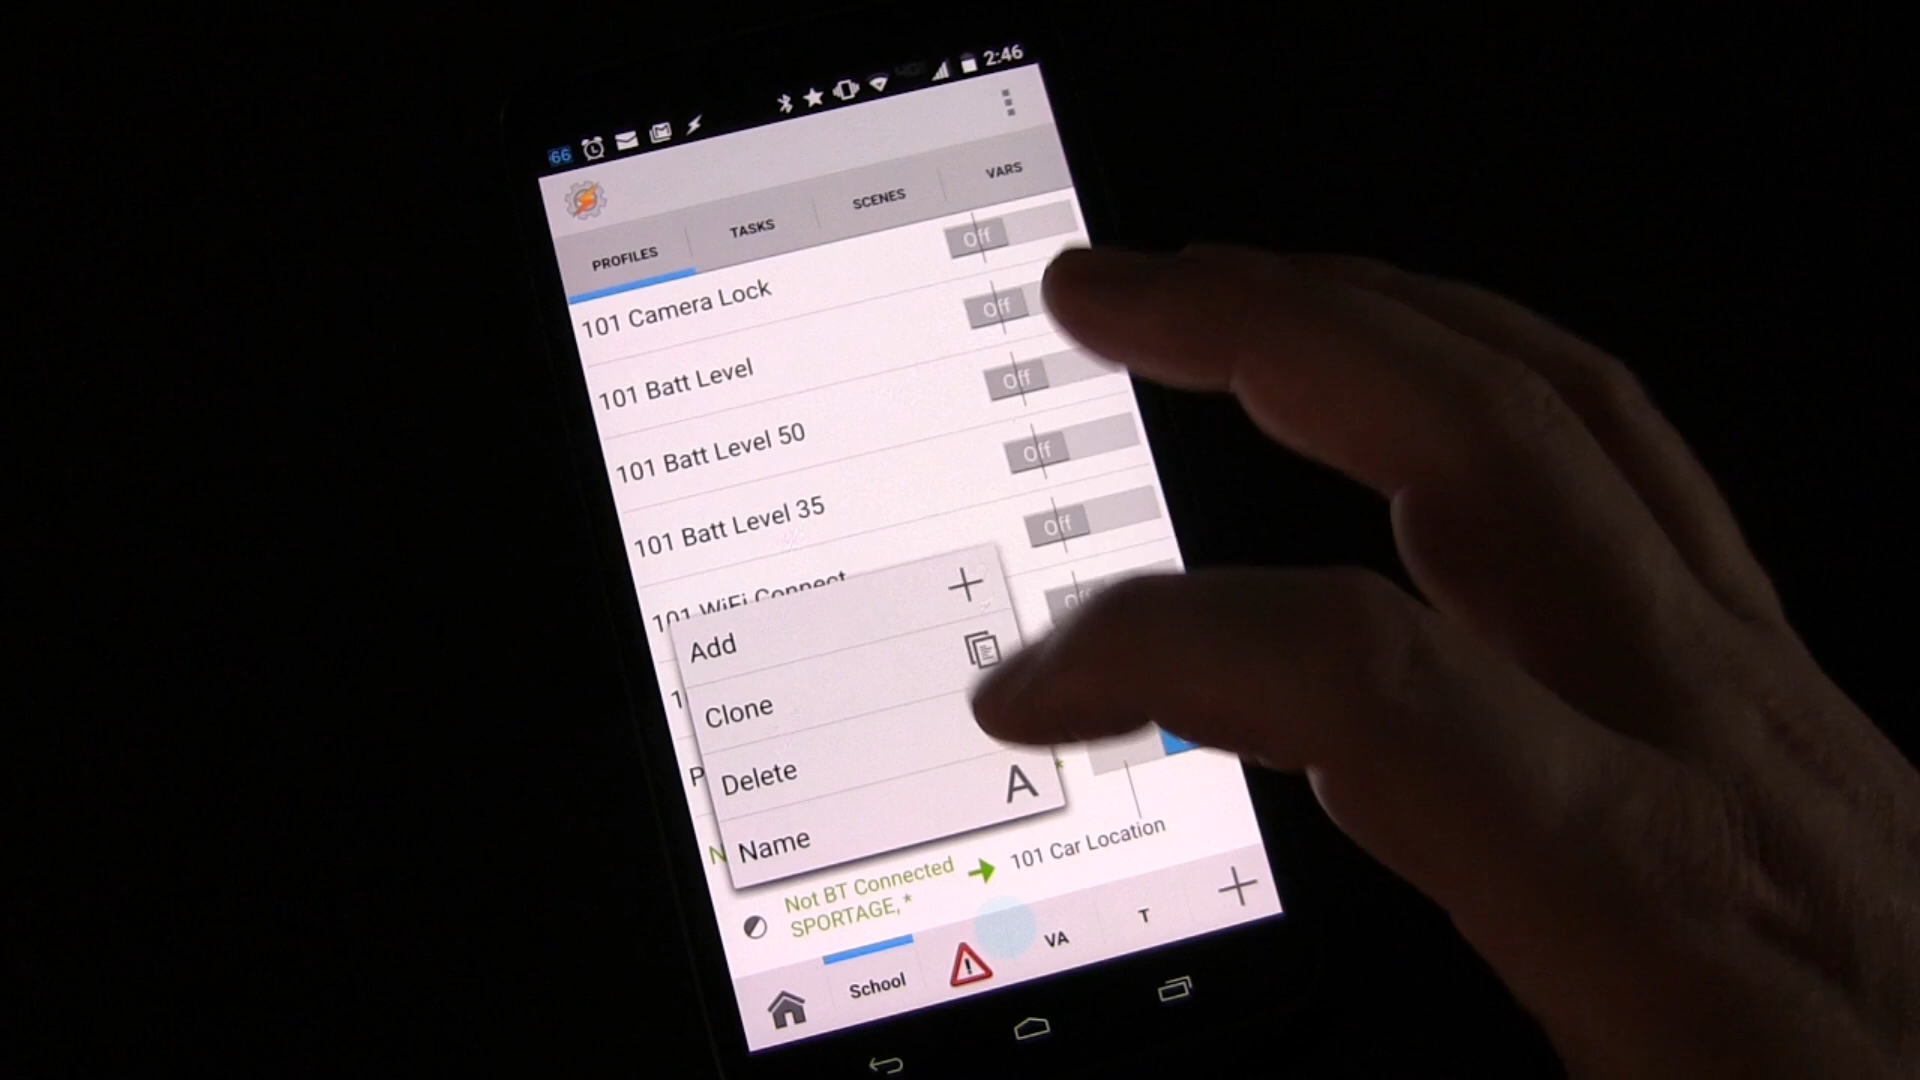 66
2:46
PROFILES
TASKS
SCENES
VARS
Off
101 Camera Lock
Off
101 Batt Level
Off
101 Batt Level 50
Off
101 Batt Level 35
Off
101 WiFi Connect
Add
Clone
Delete
Name
A
Not BT Connected
SPORTAGE, *
101 Car Location
School
VA
T